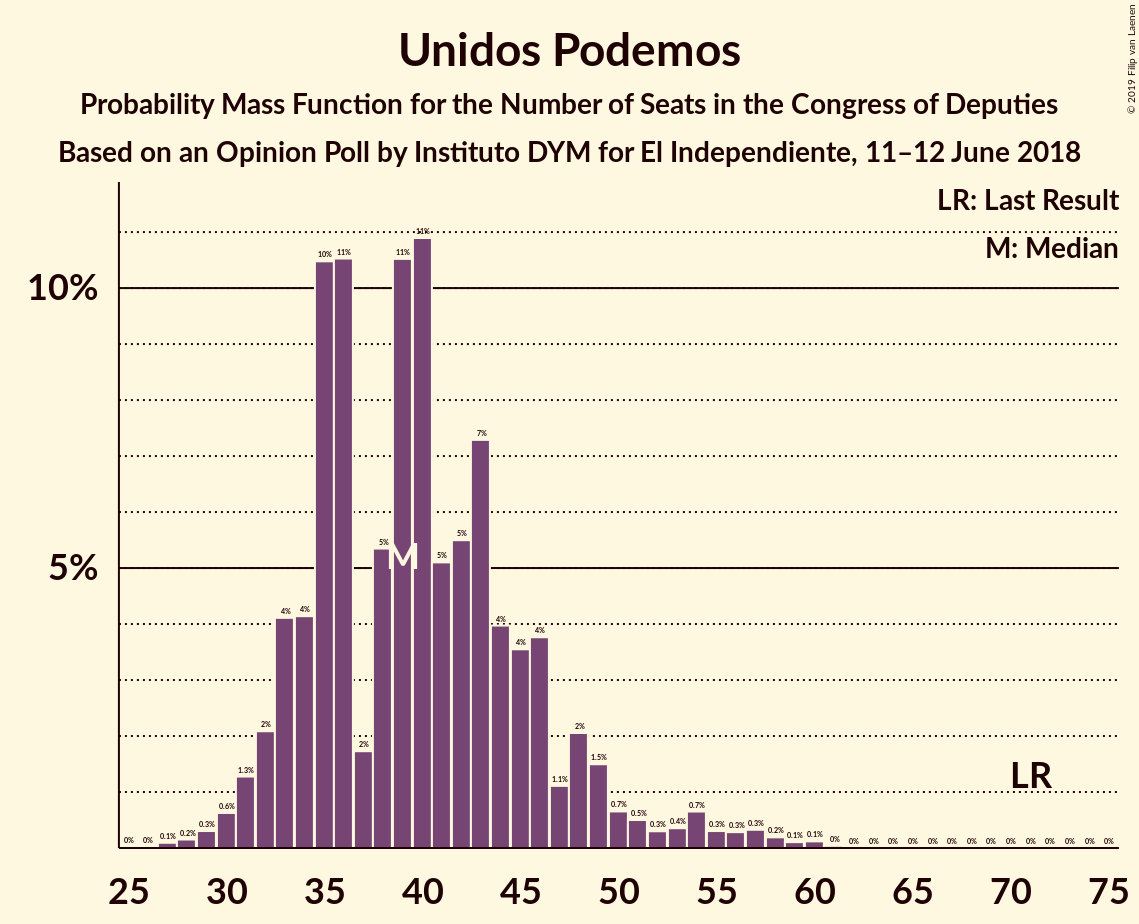 Unidos Podemos
Probability Mass Function for the Number of Seats in the Congress of Deputies
Based on an Opinion Poll by Instituto DYM for El Independiente, 11–12 June 2018
© 2019 Filip van Laenen
LR: Last Result
M: Median
10%
5%
0% 0% 0.1% 0.2% 0.3% 0.6% 1.3% 2% 4% 4% 10% 11% 2% 5% 11% 11% 5% 5% 7% 4% 4% 4% 1.1% 2% 1.5% 0.7% 0.5% 0.3% 0.4% 0.7% 0.3% 0.3% 0.3% 0.2% 0.1% 0.1% 0% 0% 0% 0% 0% 0% 0% 0% 0% 0% 0% 0% 0% 0% 0%
M
LR
25 30 35 40 45 50 55 60 65 70 75